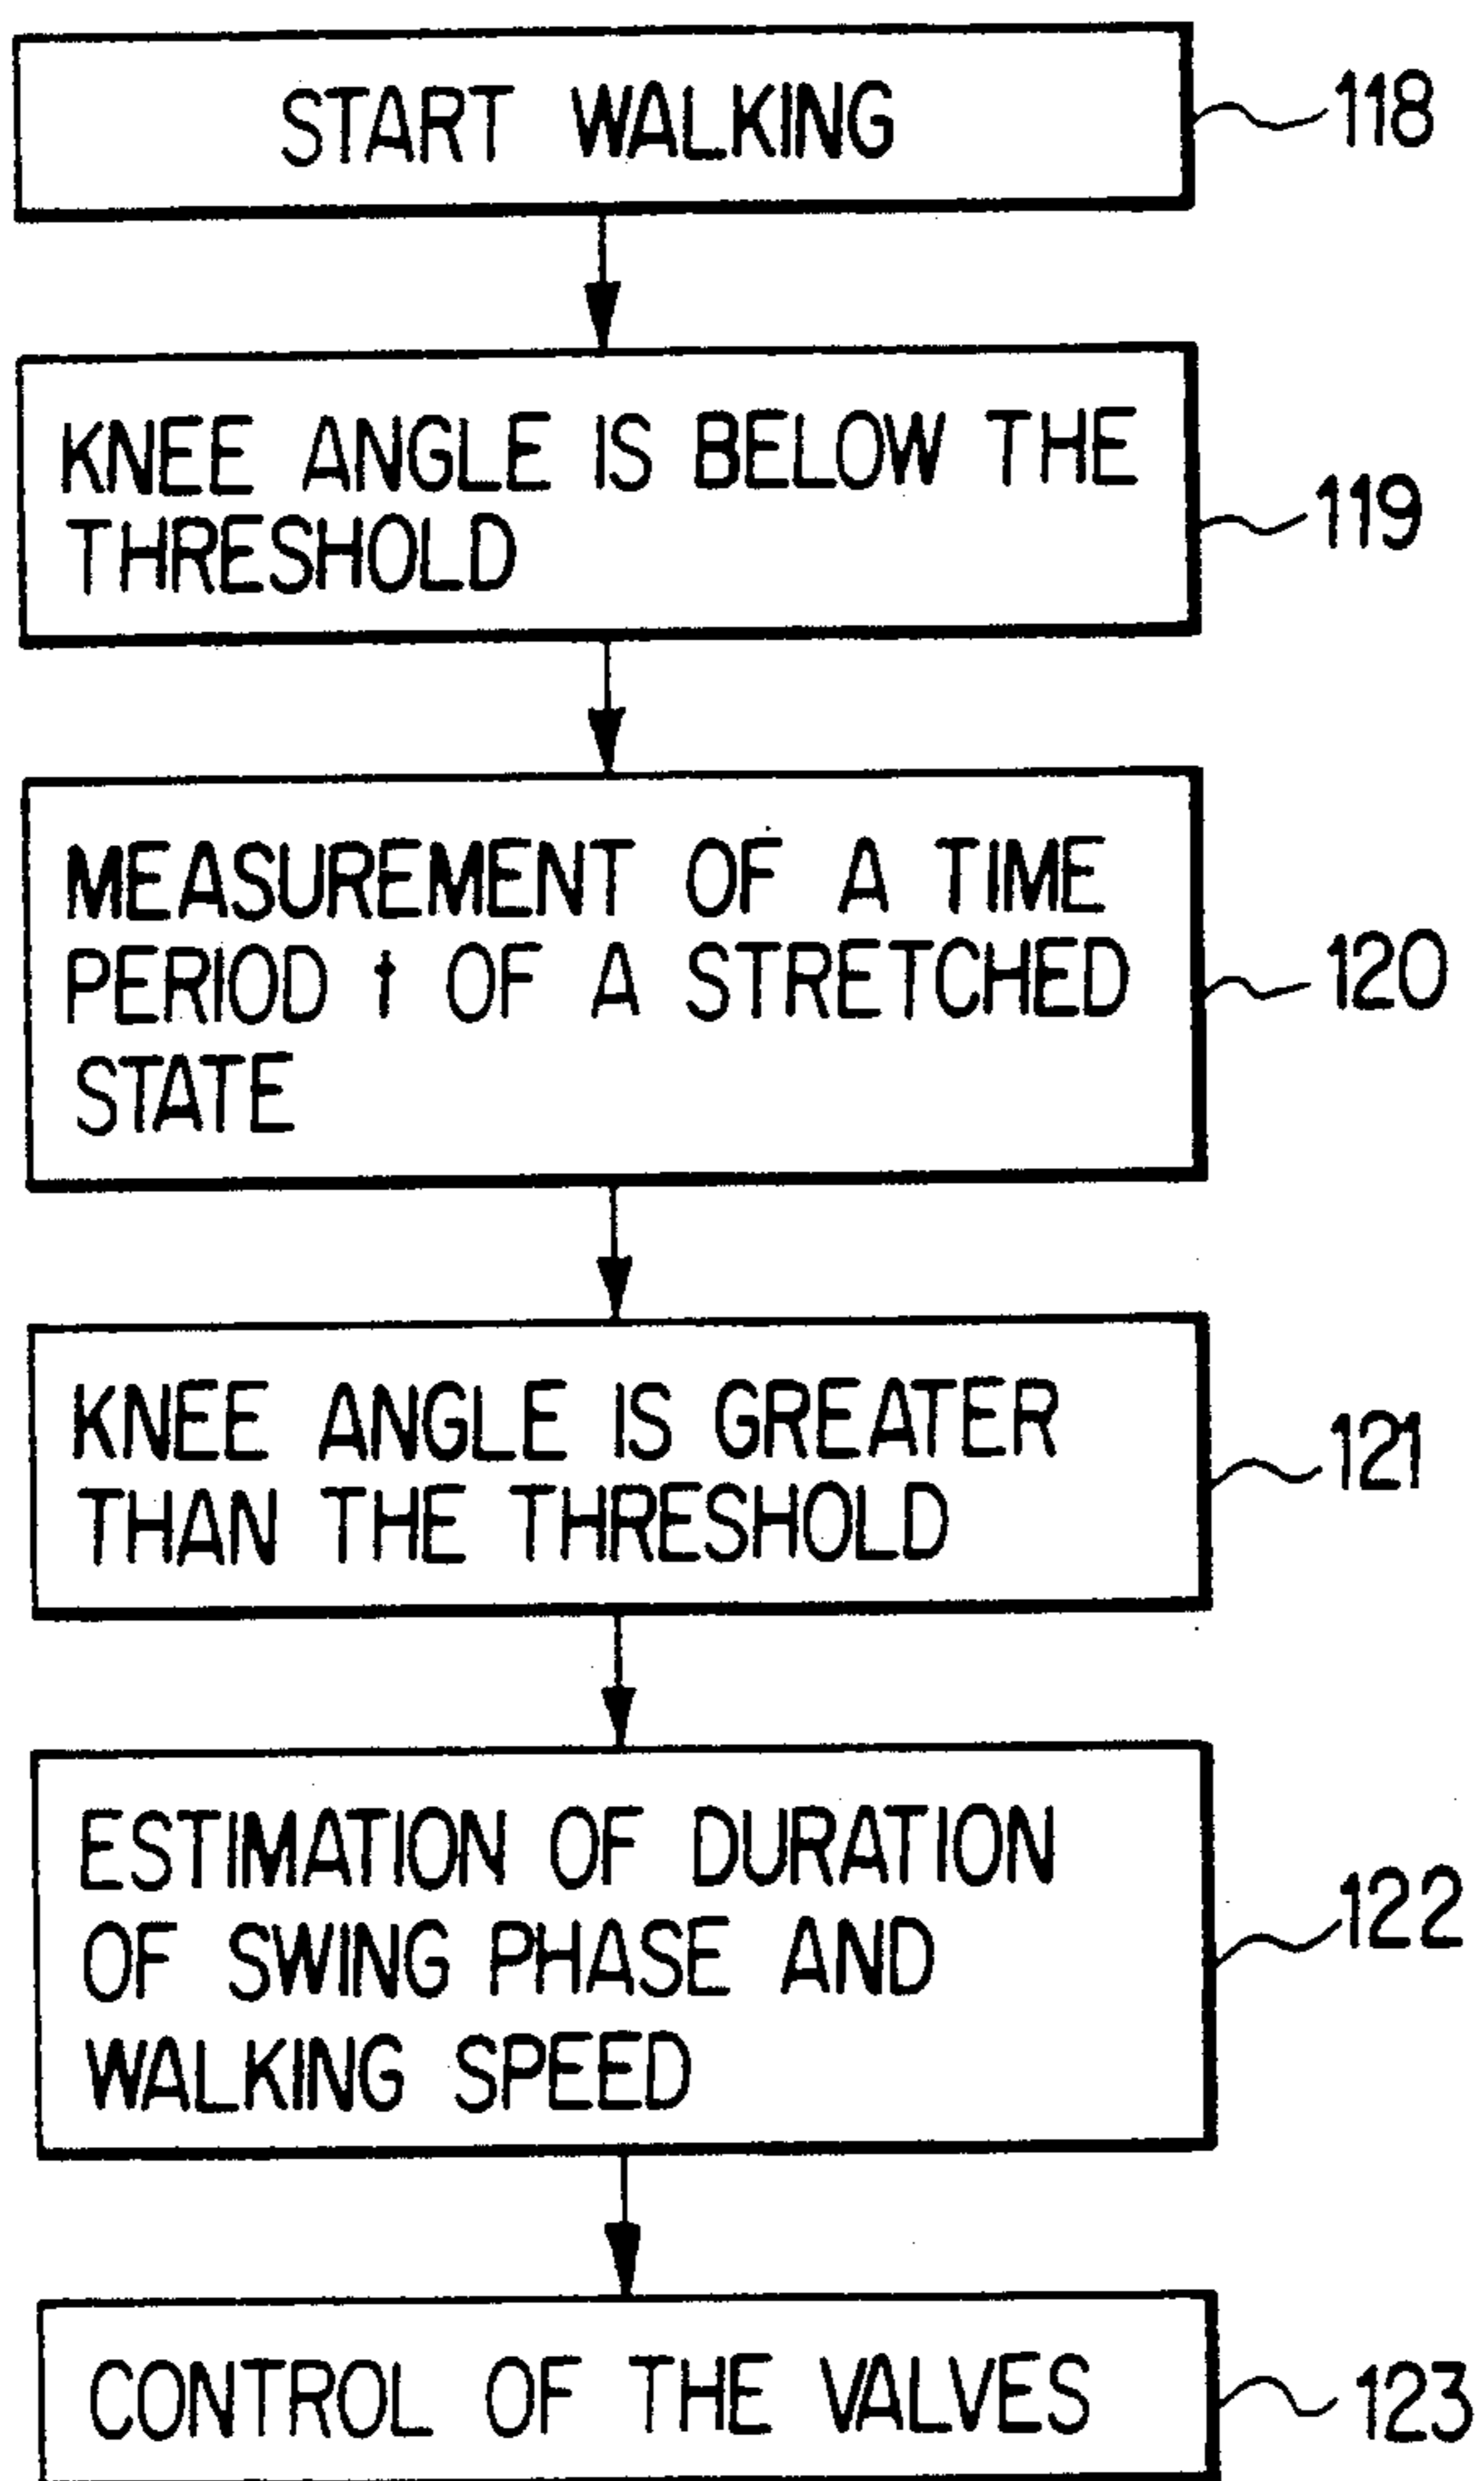 START WALKING
118
KNEE ANGLE IS BELOW THE
THRESHOLD
119
MEASUREMENT OF A TIME
PERIOD t OF A STRETCHED
STATE
120
KNEE ANGLE IS GREATER
THAN THE THRESHOLD
121
ESTIMATION OF DURATION
OF SWING PHASE AND
WALKING SPEED
122
CONTROL OF THE VALVES
123